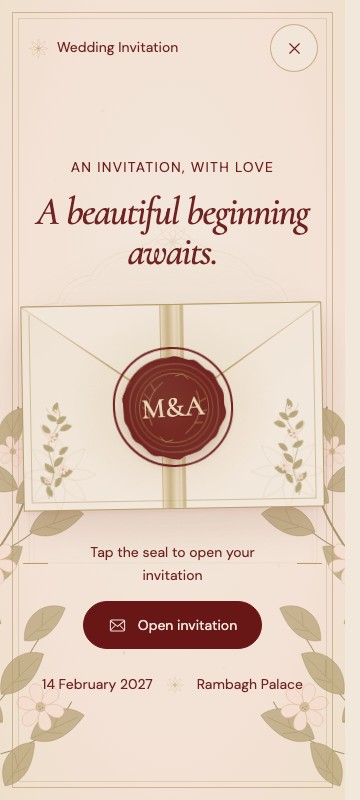 Wedding Invitation
AN INVITATION, WITH LOVE
A beautiful beginning
awaits.
M&A
Tap the seal to open your
invitation
Open invitation
14 February 2027 Rambagh Palace